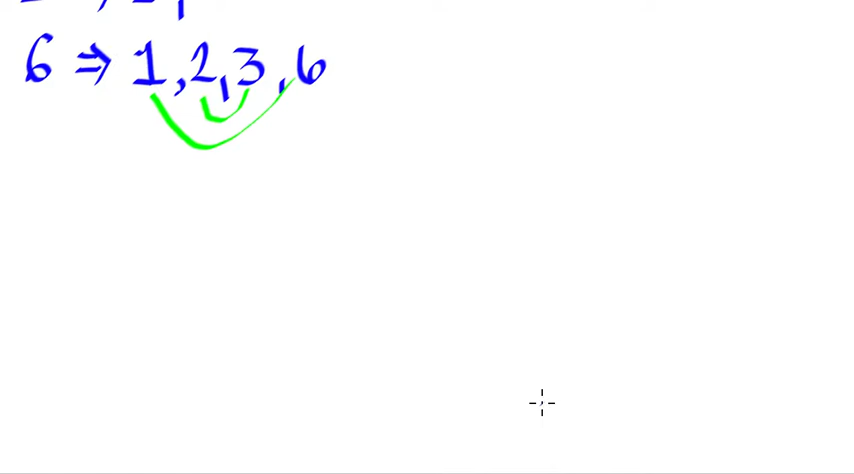 6 ⇒ 1, 2, 3, 6